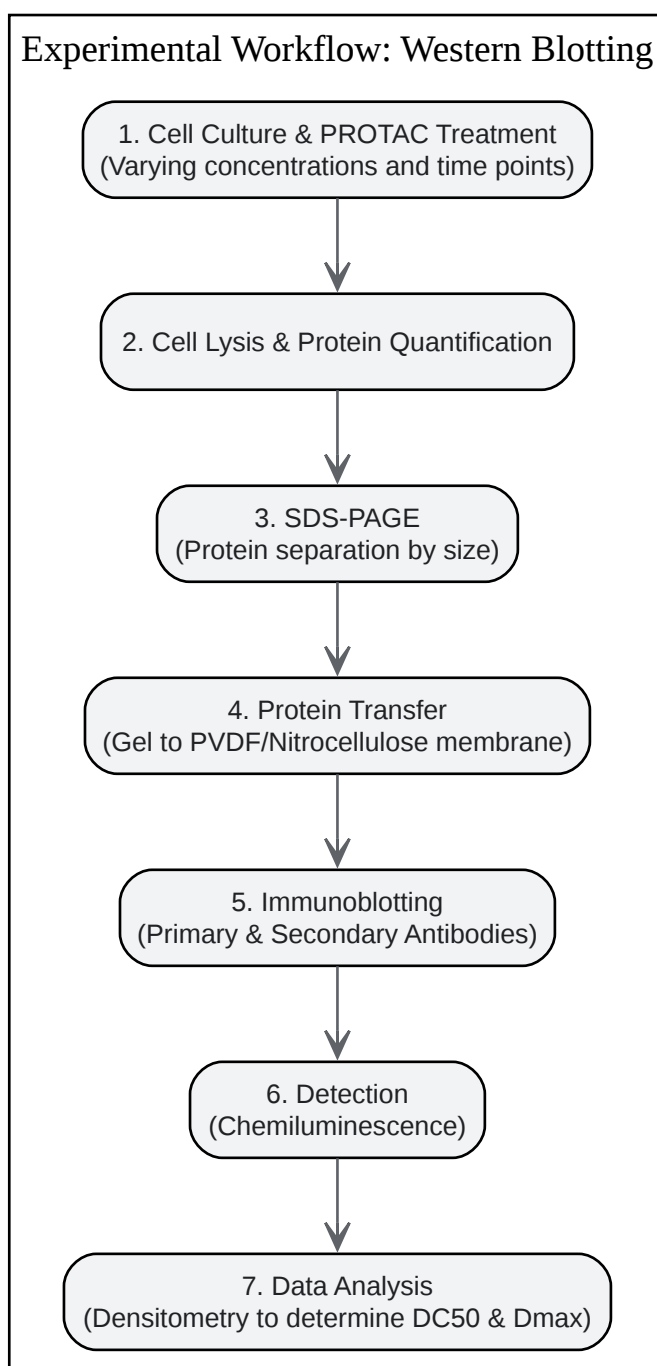 Experimental Workflow: Western Blotting
1. Cell Culture & PROTAC Treatment
(Varying concentrations and time points)
2. Cell Lysis & Protein Quantification
3. SDS-PAGE
(Protein separation by size)
4. Protein Transfer
(Gel to PVDF/Nitrocellulose membrane)
5. Immunoblotting
(Primary & Secondary Antibodies)
6. Detection
(Chemiluminescence)
7. Data Analysis
(Densitometry to determine DC50 & Dmax)